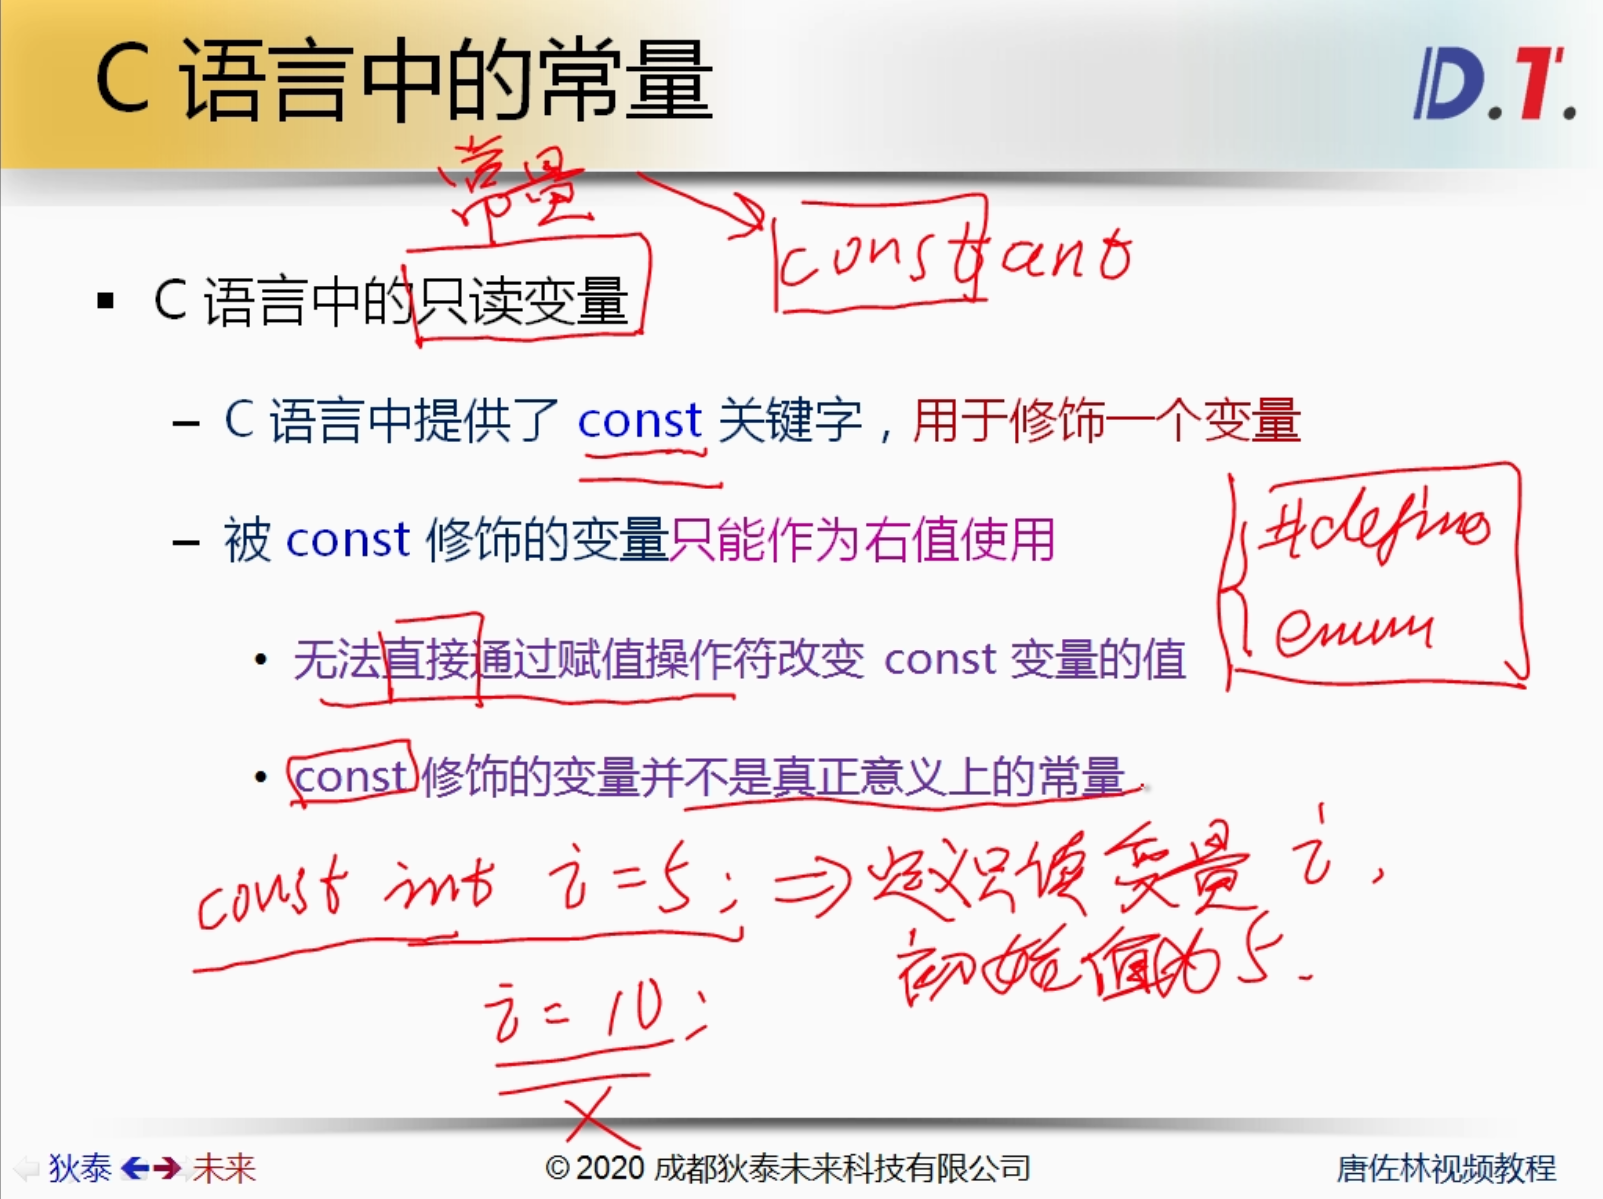 C 语言中的常量
D.T.
常量
constant
▪ C 语言中的只读变量
– C 语言中提供了 const 关键字，用于修饰一个变量
– 被 const 修饰的变量只能作为右值使用
#define
enum
• 无法直接通过赋值操作符改变 const 变量的值
• const 修饰的变量并不是真正意义上的常量
const int i=5; ⇒ 定义只读变量 i,
初始值为5.
i=10;
X
狄泰 未来
© 2020 成都狄泰未来科技有限公司
唐佐林视频教程